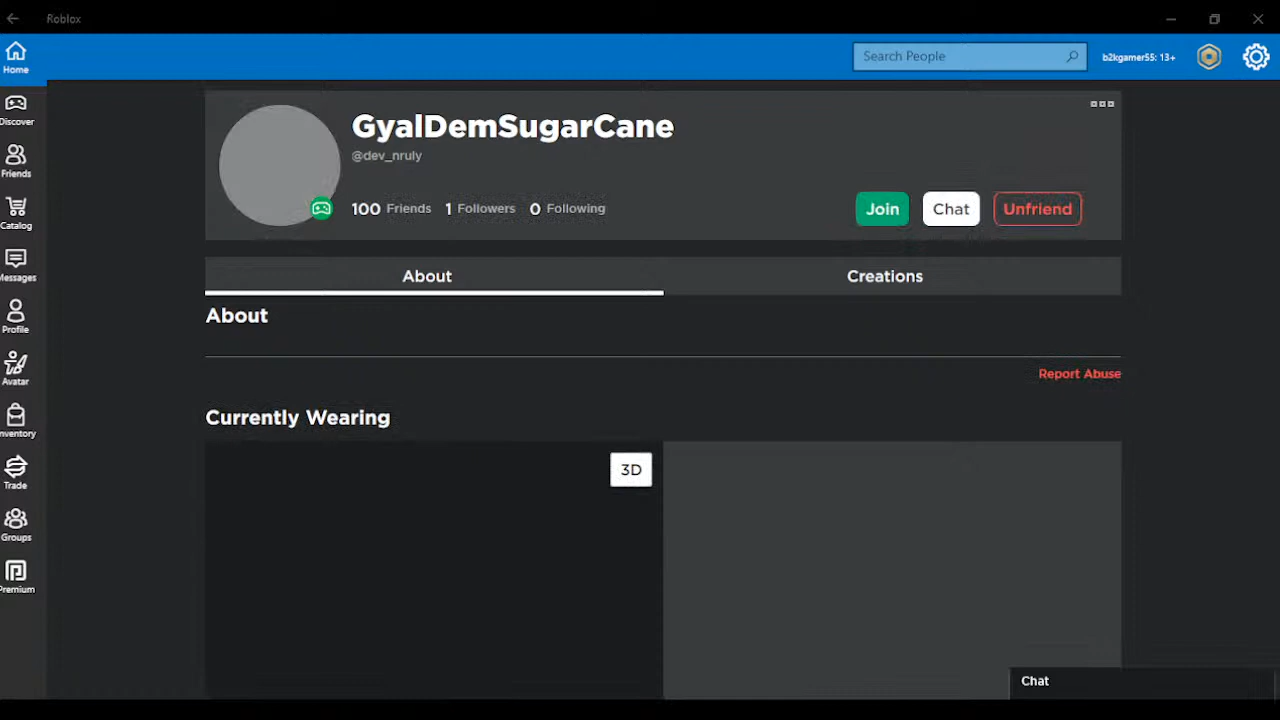 Roblox
Home
Search People
b2kgamer55: 13+
Discover
Friends
Catalog
Messages
Profile
Avatar
nventory
Trade
Groups
Premium
GyalDemSugarCane
@dev_nruly
100 Friends 1 Followers 0 Following
Join Chat Unfriend
About Creations
About
Report Abuse
Currently Wearing
3D
Chat